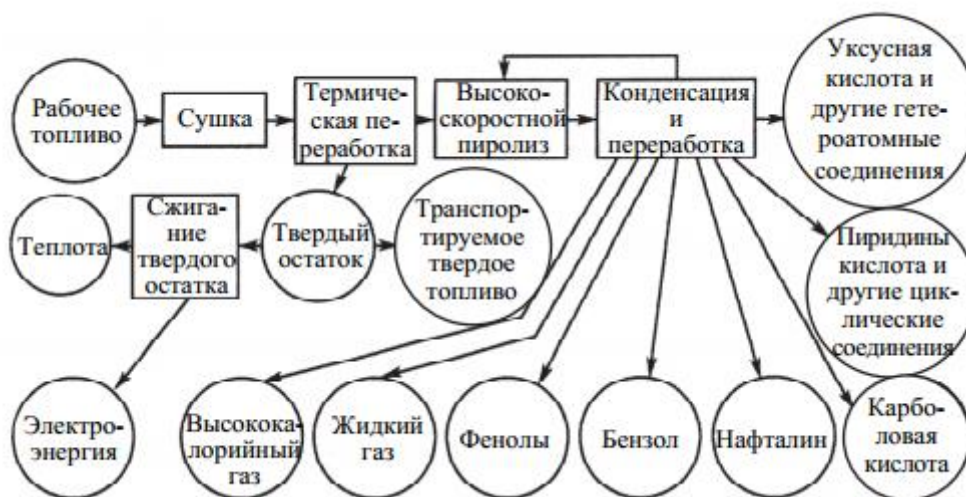 Рабочее
топливо
Сушка
Термиче-
ская пе-
реработка
Высоко-
скоростной
пиролиз
Конденсация
и
переработка
Уксусная
кислота и
другие гете-
роатомные
соединения
Теплота
Сжига-
ние
твердого
остатка
Твердый
остаток
Транспор-
тируемое
твердое
топливо
Пиридины
кислота и
другие цик-
лические
соединения
Электро-
энергия
Высокока-
лорийный
газ
Жидкий
газ
Фенолы
Бензол
Нафталин
Карбо-
ловая
кислота